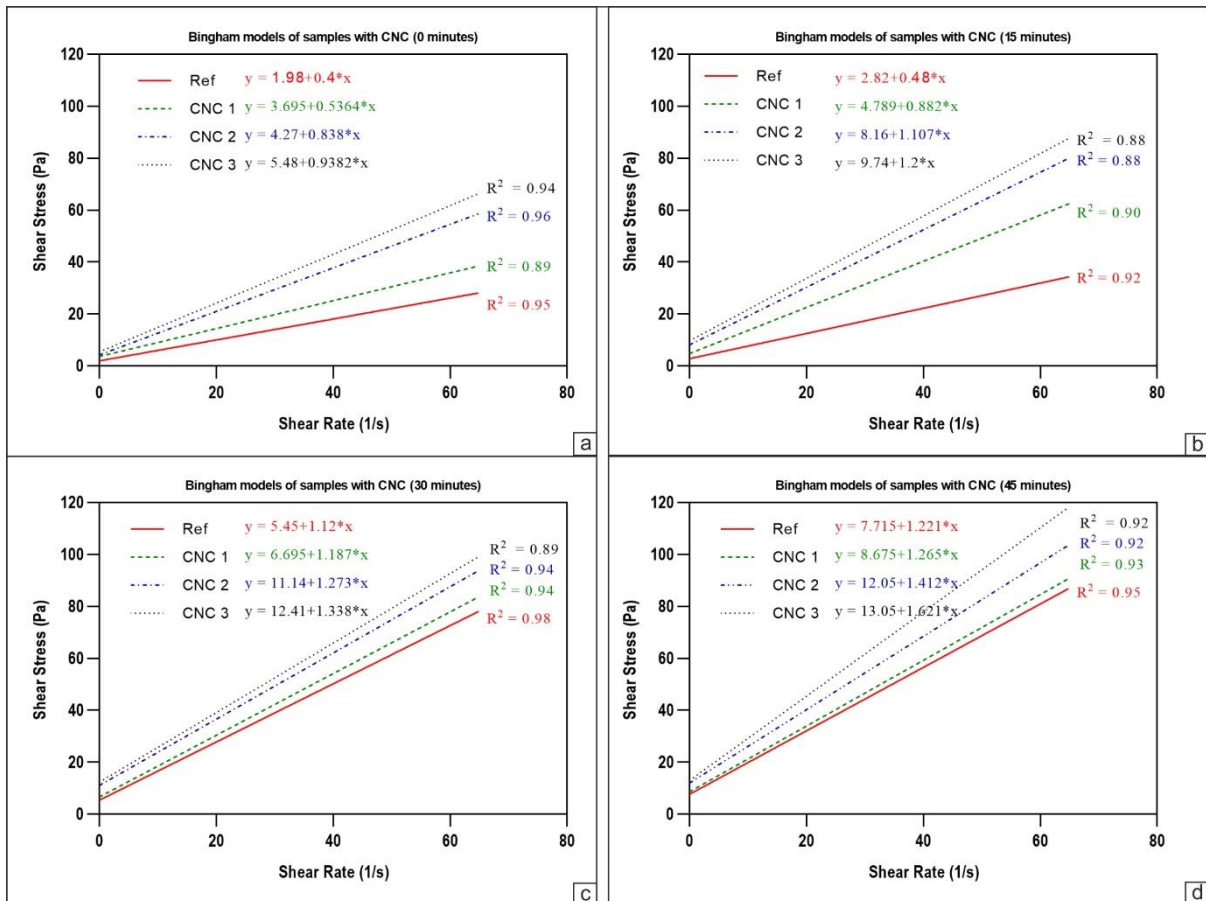 Bingham models of samples with CNC (0 minutes)
120
100
80
60
40
20
0
Shear Stress (Pa)
Ref y = 1.98+0.4*x
CNC 1 y = 3.695+0.5364*x
CNC 2 y = 4.27+0.838*x
CNC 3 y = 5.48+0.9382*x
R² = 0.94
R² = 0.96
R² = 0.89
R² = 0.95
0 20 40 60 80
Shear Rate (1/s)
a
Bingham models of samples with CNC (15 minutes)
120
100
80
60
40
20
0
Shear Stress (Pa)
Ref y = 2.82+0.48*x
CNC 1 y = 4.789+0.882*x
CNC 2 y = 8.16+1.107*x
CNC 3 y = 9.74+1.2*x
R² = 0.88
R² = 0.88
R² = 0.90
R² = 0.92
0 20 40 60 80
Shear Rate (1/s)
b
Bingham models of samples with CNC (30 minutes)
120
100
80
60
40
20
0
Shear Stress (Pa)
Ref y = 5.45+1.12*x
CNC 1 y = 6.695+1.187*x
CNC 2 y = 11.14+1.273*x
CNC 3 y = 12.41+1.338*x
R² = 0.89
R² = 0.94
R² = 0.94
R² = 0.98
0 20 40 60 80
Shear Rate (1/s)
c
Bingham models of samples with CNC (45 minutes)
120
100
80
60
40
20
0
Shear Stress (Pa)
Ref y = 7.715+1.221*x
CNC 1 y = 8.675+1.265*x
CNC 2 y = 12.05+1.412*x
CNC 3 y = 13.05+1.621*x
R² = 0.92
R² = 0.92
R² = 0.93
R² = 0.95
0 20 40 60 80
Shear Rate (1/s)
d